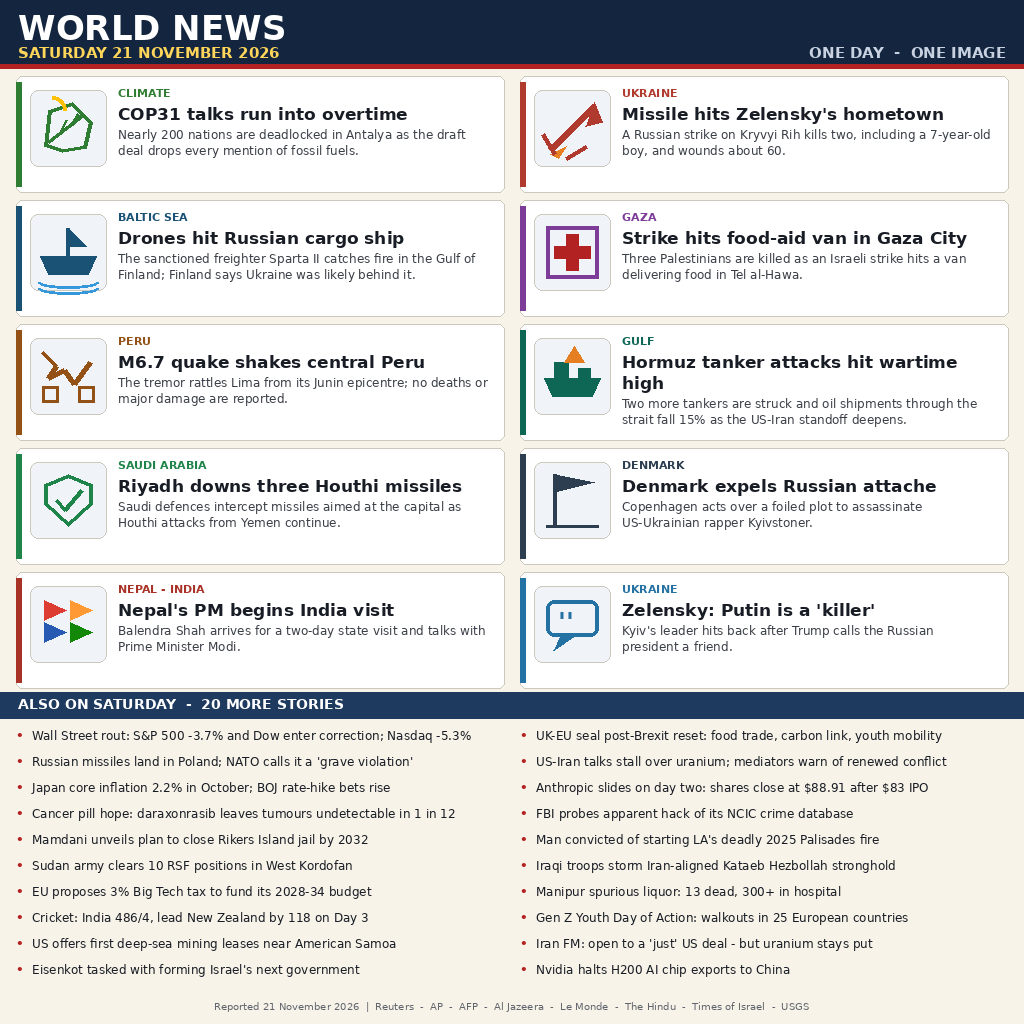 WORLD NEWS
SATURDAY 21 NOVEMBER 2026
ONE DAY - ONE IMAGE
CLIMATE
COP31 talks run into overtime
Nearly 200 nations are deadlocked in Antalya as the draft
deal drops every mention of fossil fuels.
UKRAINE
Missile hits Zelensky's hometown
A Russian strike on Kryvyi Rih kills two, including a 7-year-old
boy, and wounds about 60.
BALTIC SEA
Drones hit Russian cargo ship
The sanctioned freighter Sparta II catches fire in the Gulf of
Finland; Finland says Ukraine was likely behind it.
GAZA
Strike hits food-aid van in Gaza City
Three Palestinians are killed as an Israeli strike hits a van
delivering food in Tel al-Hawa.
PERU
M6.7 quake shakes central Peru
The tremor rattles Lima from its Junin epicentre; no deaths or
major damage are reported.
GULF
Hormuz tanker attacks hit wartime
high
Two more tankers are struck and oil shipments through the
strait fall 15% as the US-Iran standoff deepens.
SAUDI ARABIA
Riyadh downs three Houthi missiles
Saudi defences intercept missiles aimed at the capital as
Houthi attacks from Yemen continue.
DENMARK
Denmark expels Russian attache
Copenhagen acts over a foiled plot to assassinate
US-Ukrainian rapper Kyivstoner.
NEPAL - INDIA
Nepal's PM begins India visit
Balendra Shah arrives for a two-day state visit and talks with
Prime Minister Modi.
UKRAINE
Zelensky: Putin is a 'killer'
Kyiv's leader hits back after Trump calls the Russian
president a friend.
ALSO ON SATURDAY - 20 MORE STORIES
• Wall Street rout: S&P 500 -3.7% and Dow enter correction; Nasdaq -5.3%
• Russian missiles land in Poland; NATO calls it a 'grave violation'
• Japan core inflation 2.2% in October; BOJ rate-hike bets rise
• Cancer pill hope: daraxonrasib leaves tumours undetectable in 1 in 12
• Mamdani unveils plan to close Rikers Island jail by 2032
• Sudan army clears 10 RSF positions in West Kordofan
• EU proposes 3% Big Tech tax to fund its 2028-34 budget
• Cricket: India 486/4, lead New Zealand by 118 on Day 3
• US offers first deep-sea mining leases near American Samoa
• Eisenkot tasked with forming Israel's next government
• UK-EU seal post-Brexit reset: food trade, carbon link, youth mobility
• US-Iran talks stall over uranium; mediators warn of renewed conflict
• Anthropic slides on day two: shares close at $88.91 after $83 IPO
• FBI probes apparent hack of its NCIC crime database
• Man convicted of starting LA's deadly 2025 Palisades fire
• Iraqi troops storm Iran-aligned Kataeb Hezbollah stronghold
• Manipur spurious liquor: 13 dead, 300+ in hospital
• Gen Z Youth Day of Action: walkouts in 25 European countries
• Iran FM: open to a 'just' US deal - but uranium stays put
• Nvidia halts H200 AI chip exports to China
Reported 21 November 2026 | Reuters - AP - AFP - Al Jazeera - Le Monde - The Hindu - Times of Israel - USGS